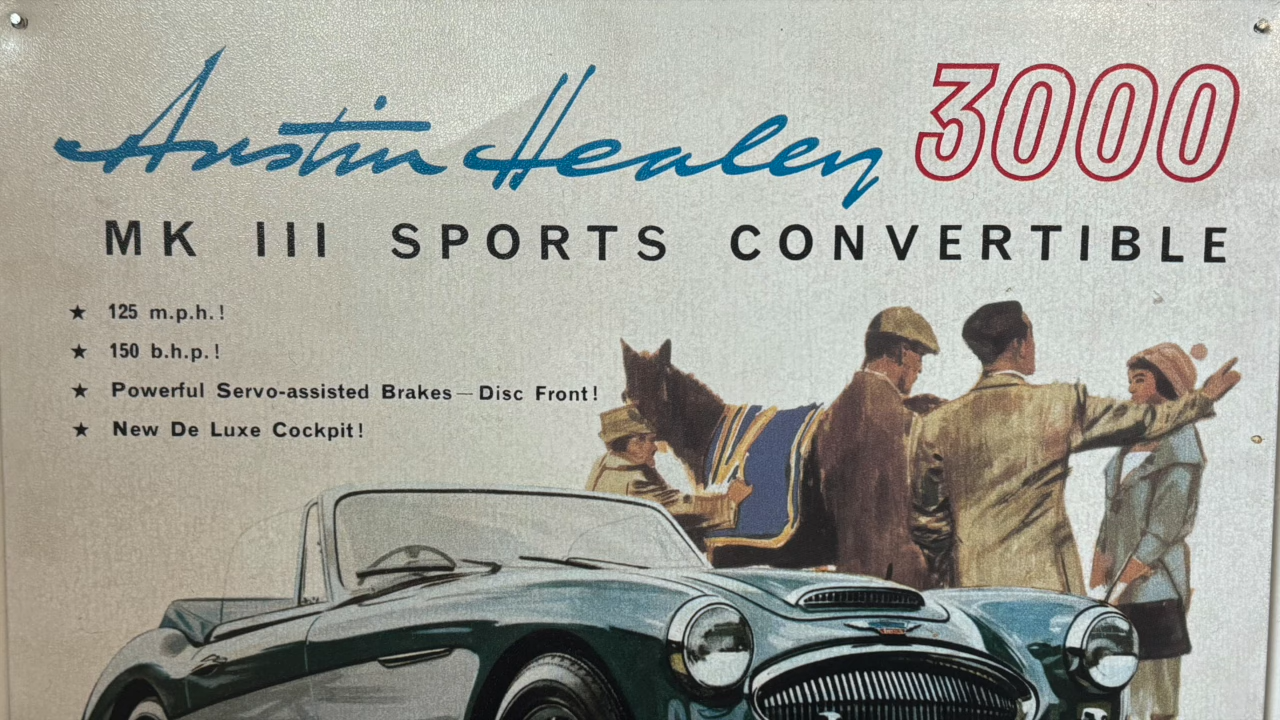 Austin Healey 3000
MK III SPORTS CONVERTIBLE
★ 125 m.p.h.!
★ 150 b.h.p.!
★ Powerful Servo-assisted Brakes — Disc Front!
★ New De Luxe Cockpit!